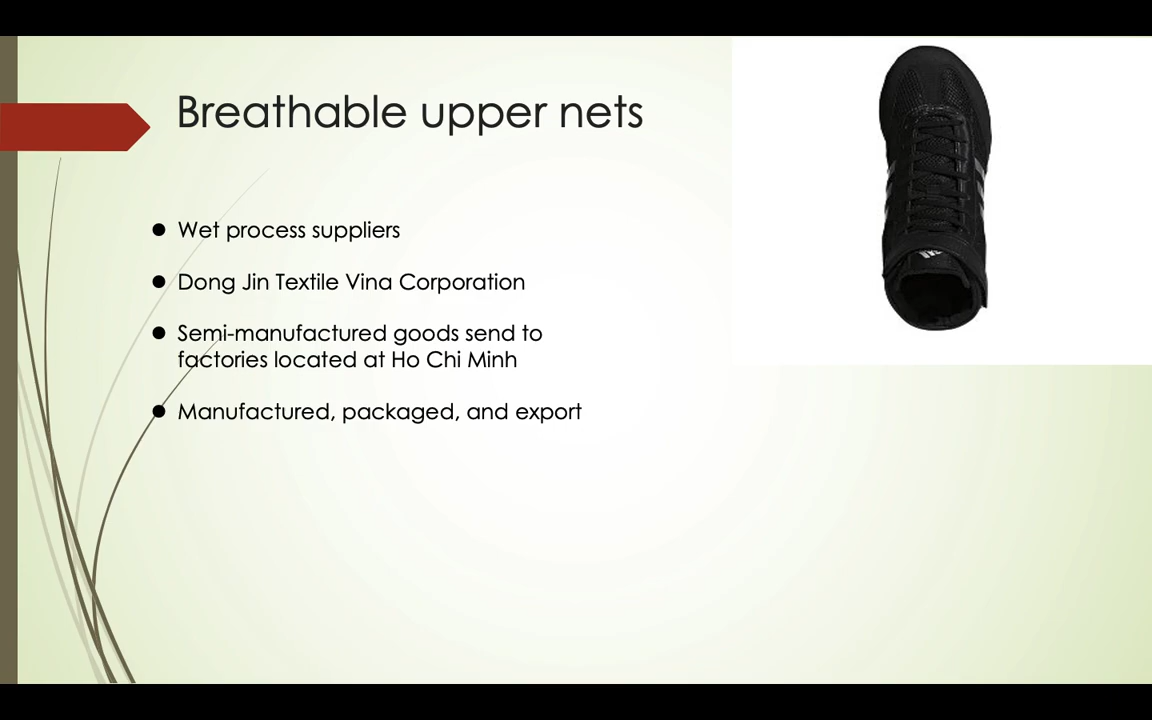 Breathable upper nets
Wet process suppliers
Dong Jin Textile Vina Corporation
Semi-manufactured goods send to
factories located at Ho Chi Minh
Manufactured, packaged, and export